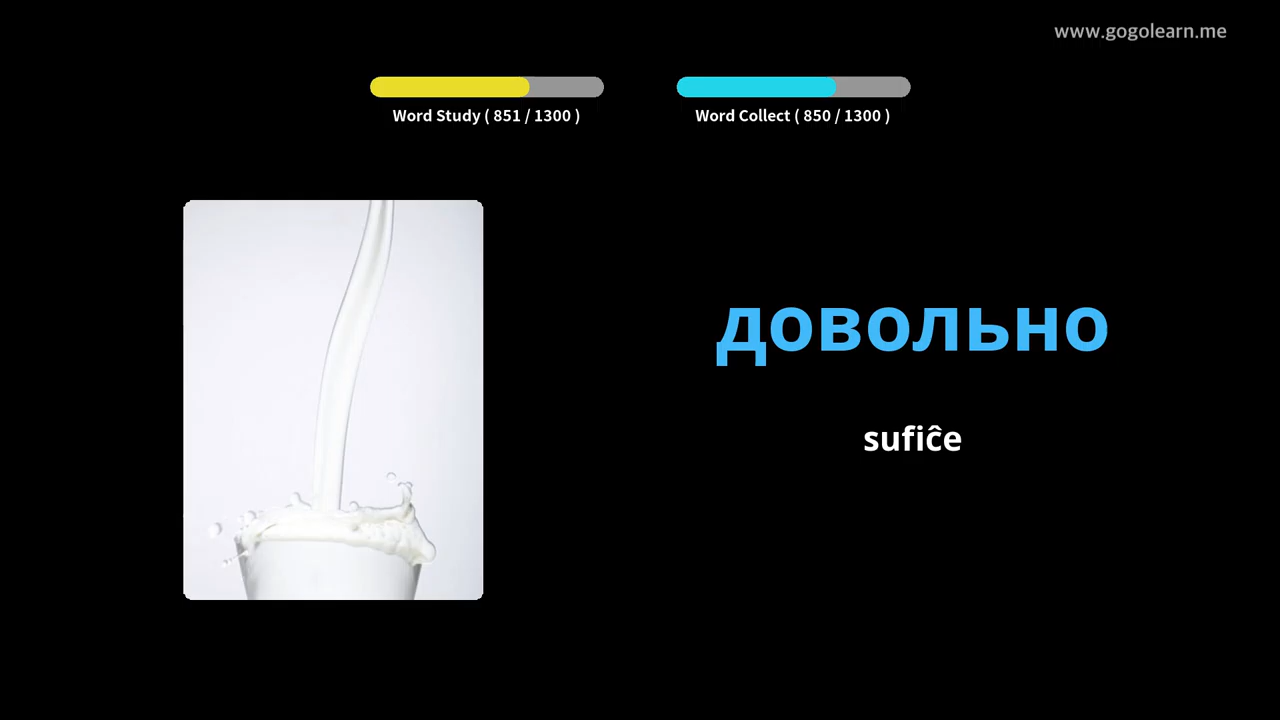 www.gogolearn.me
Word Study ( 851 / 1300 )
Word Collect ( 850 / 1300 )
довольно
sufiĉe